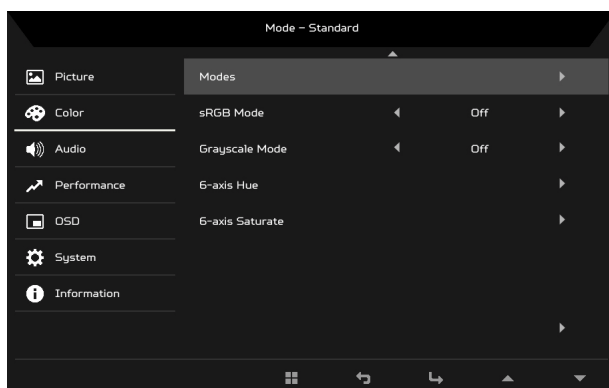 Mode – Standard
Picture
Modes
Color
sRGB Mode
Off
Audio
Grayscale Mode
Off
Performance
6-axis Hue
OSD
6-axis Saturate
System
Information